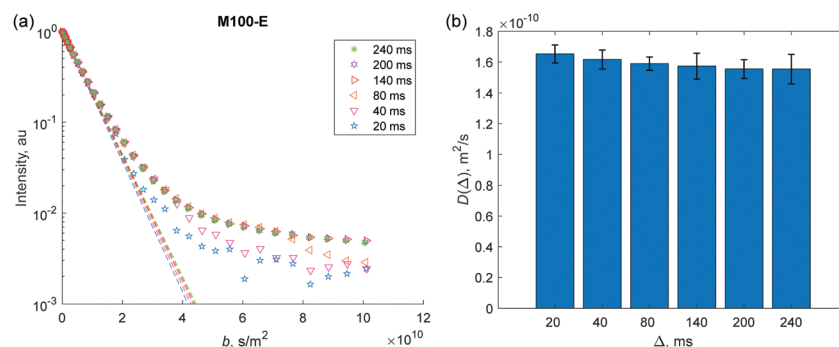 (a)
M100-E
10^0
10^-1
10^-2
10^-3
Intensity, au
240 ms
200 ms
140 ms
80 ms
40 ms
20 ms
0 2 4 6 8 10 12
b, s/m^2
×10^10
(b)
×10^-10
1.8
1.6
1.4
1.2
1
0.8
0.6
0.4
0.2
0
D(Δ), m^2/s
20 40 80 140 200 240
Δ, ms